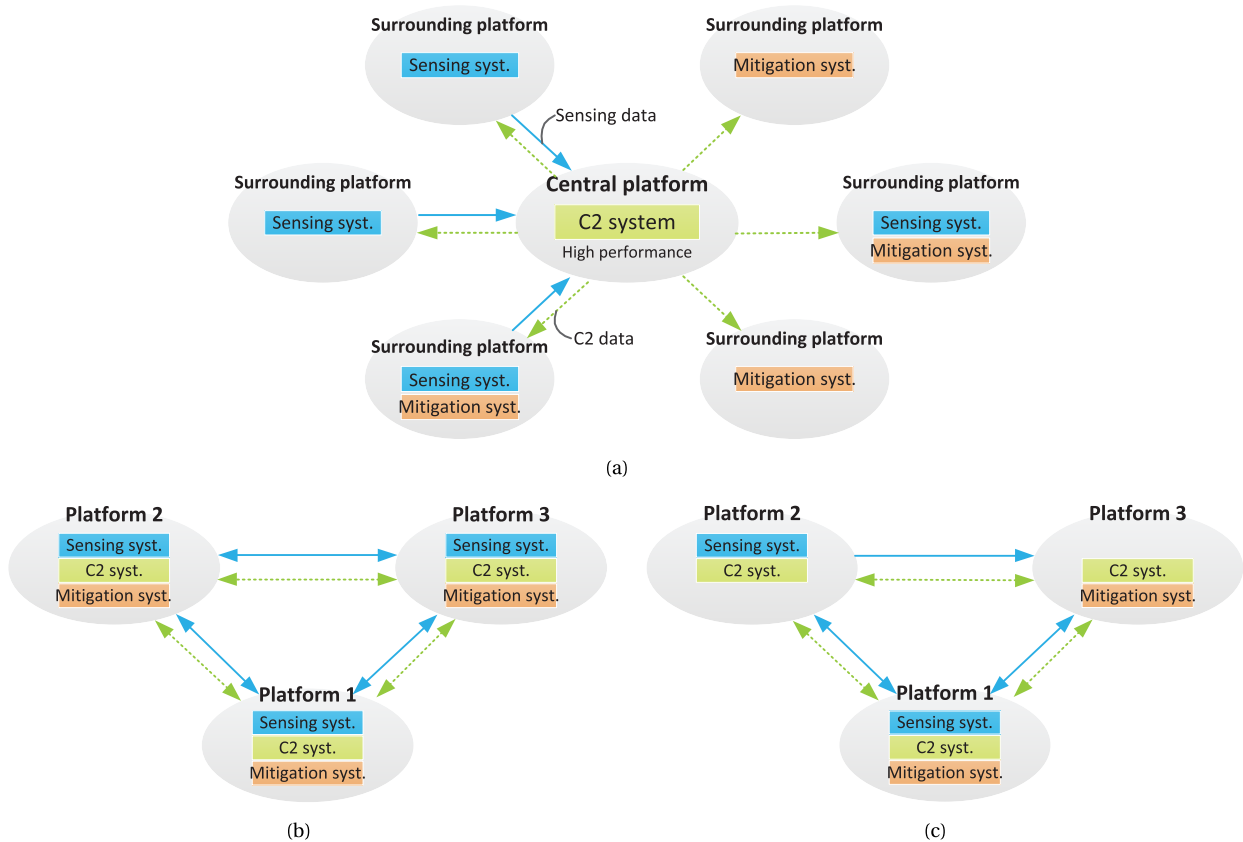 Surrounding platform
Sensing syst.
Surrounding platform
Mitigation syst.
Sensing data
Surrounding platform
Sensing syst.
Central platform
C2 system
High performance
Surrounding platform
Sensing syst.
Mitigation syst.
C2 data
Surrounding platform
Sensing syst.
Mitigation syst.
Surrounding platform
Mitigation syst.
(a)
Platform 2
Sensing syst.
C2 syst.
Mitigation syst.
Platform 3
Sensing syst.
C2 syst.
Mitigation syst.
Platform 1
Sensing syst.
C2 syst.
Mitigation syst.
(b)
Platform 2
Sensing syst.
C2 syst.
Platform 3
C2 syst.
Mitigation syst.
Platform 1
Sensing syst.
C2 syst.
Mitigation syst.
(c)